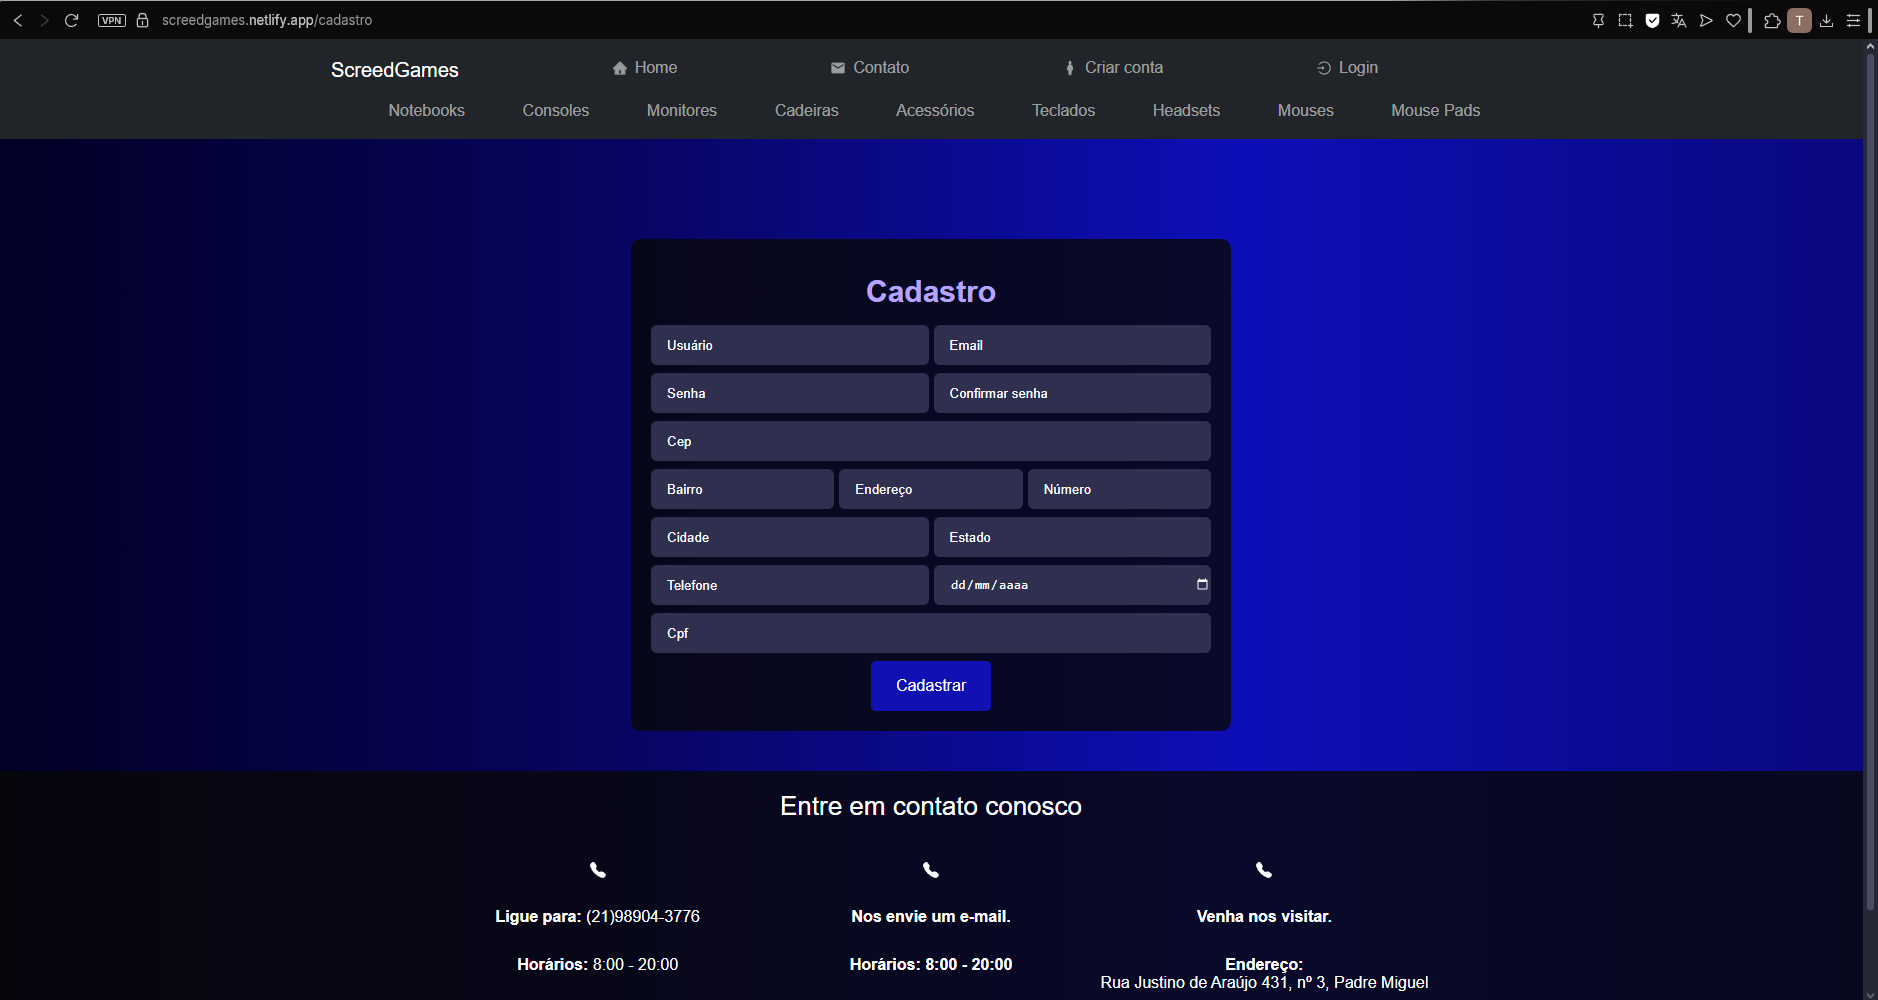 VPN screedgames.netlify.app/cadastro T
ScreedGames Home Contato Criar conta Login
Notebooks Consoles Monitores Cadeiras Acessórios Teclados Headsets Mouses Mouse Pads
Cadastro
Usuário Email
Senha Confirmar senha
Cep
Bairro Endereço Número
Cidade Estado
Telefone dd/mm/aaaa
Cpf
Cadastrar
Entre em contato conosco
Ligue para: (21)98904-3776 Nos envie um e-mail. Venha nos visitar.
Horários: 8:00 - 20:00 Horários: 8:00 - 20:00 Endereço:
Rua Justino de Araújo 431, nº 3, Padre Miguel